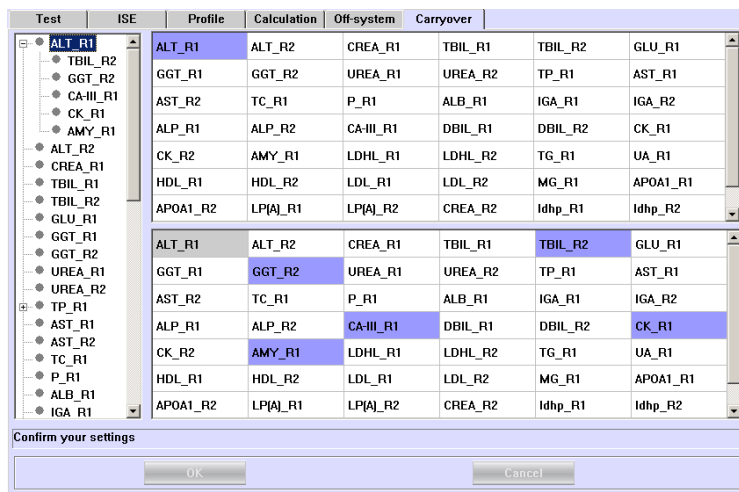 Test ISE Profile Calculation Off-system Carryover
ALT_R1
TBIL_R2
GGT_R2
CA-III_R1
CK_R1
AMY_R1
ALT_R2
CREA_R1
TBIL_R1
TBIL_R2
GLU_R1
GGT_R1
GGT_R2
UREA_R1
UREA_R2
TP_R1
AST_R1
AST_R2
TC_R1
P_R1
ALB_R1
IGA_R1
ALT_R1 ALT_R2 CREA_R1 TBIL_R1 TBIL_R2 GLU_R1
GGT_R1 GGT_R2 UREA_R1 UREA_R2 TP_R1 AST_R1
AST_R2 TC_R1 P_R1 ALB_R1 IGA_R1 IGA_R2
ALP_R1 ALP_R2 CA-III_R1 DBIL_R1 DBIL_R2 CK_R1
CK_R2 AMY_R1 LDHL_R1 LDHL_R2 TG_R1 UA_R1
HDL_R1 HDL_R2 LDL_R1 LDL_R2 MG_R1 APOA1_R1
APOA1_R2 LP(A)_R1 LP(A)_R2 CREA_R2 Idhp_R1 Idhp_R2
ALT_R1 ALT_R2 CREA_R1 TBIL_R1 TBIL_R2 GLU_R1
GGT_R1 GGT_R2 UREA_R1 UREA_R2 TP_R1 AST_R1
AST_R2 TC_R1 P_R1 ALB_R1 IGA_R1 IGA_R2
ALP_R1 ALP_R2 CA-III_R1 DBIL_R1 DBIL_R2 CK_R1
CK_R2 AMY_R1 LDHL_R1 LDHL_R2 TG_R1 UA_R1
HDL_R1 HDL_R2 LDL_R1 LDL_R2 MG_R1 APOA1_R1
APOA1_R2 LP(A)_R1 LP(A)_R2 CREA_R2 Idhp_R1 Idhp_R2
Confirm your settings
OK Cancel